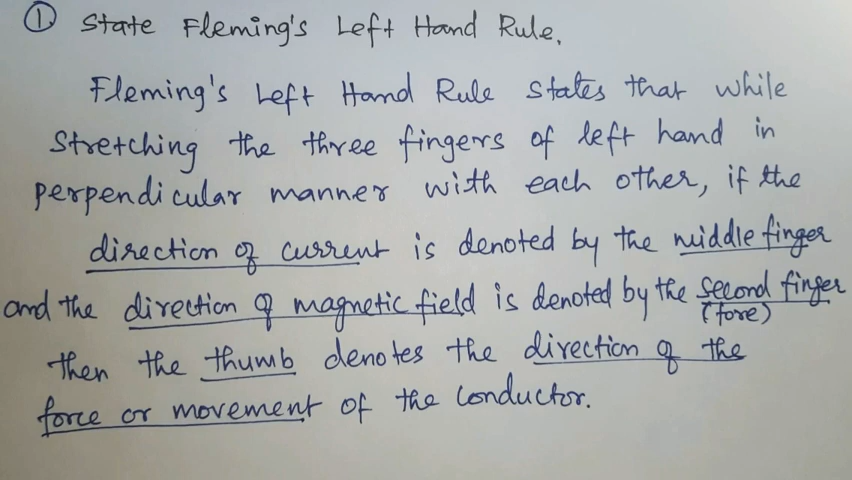 ① State Fleming's Left Hand Rule.
Fleming's Left Hand Rule states that while
stretching the three fingers of left hand in
perpendicular manner with each other, if the
direction of current is denoted by the middle finger
and the direction of magnetic field is denoted by the second finger
(fore)
then the thumb denotes the direction of the
force or movement of the conductor.